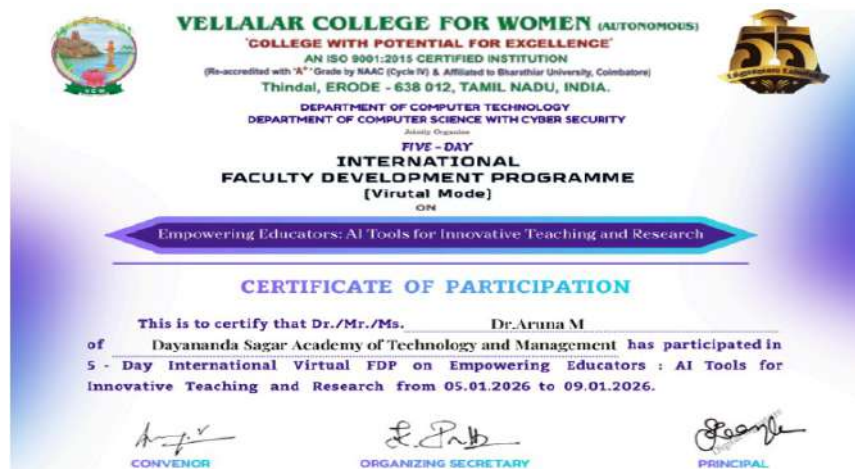 VELLALAR COLLEGE FOR WOMEN (AUTONOMOUS)
"COLLEGE WITH POTENTIAL FOR EXCELLENCE"
AN ISO 9001:2015 CERTIFIED INSTITUTION
(Re-accredited with "A+" Grade by NAAC (Cycle IV) & Affiliated to Bharathiar University, Coimbatore)
Thindal, ERODE - 638 012, TAMIL NADU, INDIA.
DEPARTMENT OF COMPUTER TECHNOLOGY
DEPARTMENT OF COMPUTER SCIENCE WITH CYBER SECURITY
Jointly Organize
FIVE - DAY
INTERNATIONAL
FACULTY DEVELOPMENT PROGRAMME
[Virutal Mode]
ON
Empowering Educators: AI Tools for Innovative Teaching and Research
CERTIFICATE OF PARTICIPATION
This is to certify that Dr./Mr./Ms. Dr.Aruna M
of Dayananda Sagar Academy of Technology and Management has participated in
5 - Day International Virtual FDP on Empowering Educators : AI Tools for
Innovative Teaching and Research from 05.01.2026 to 09.01.2026.
CONVENOR ORGANIZING SECRETARY PRINCIPAL